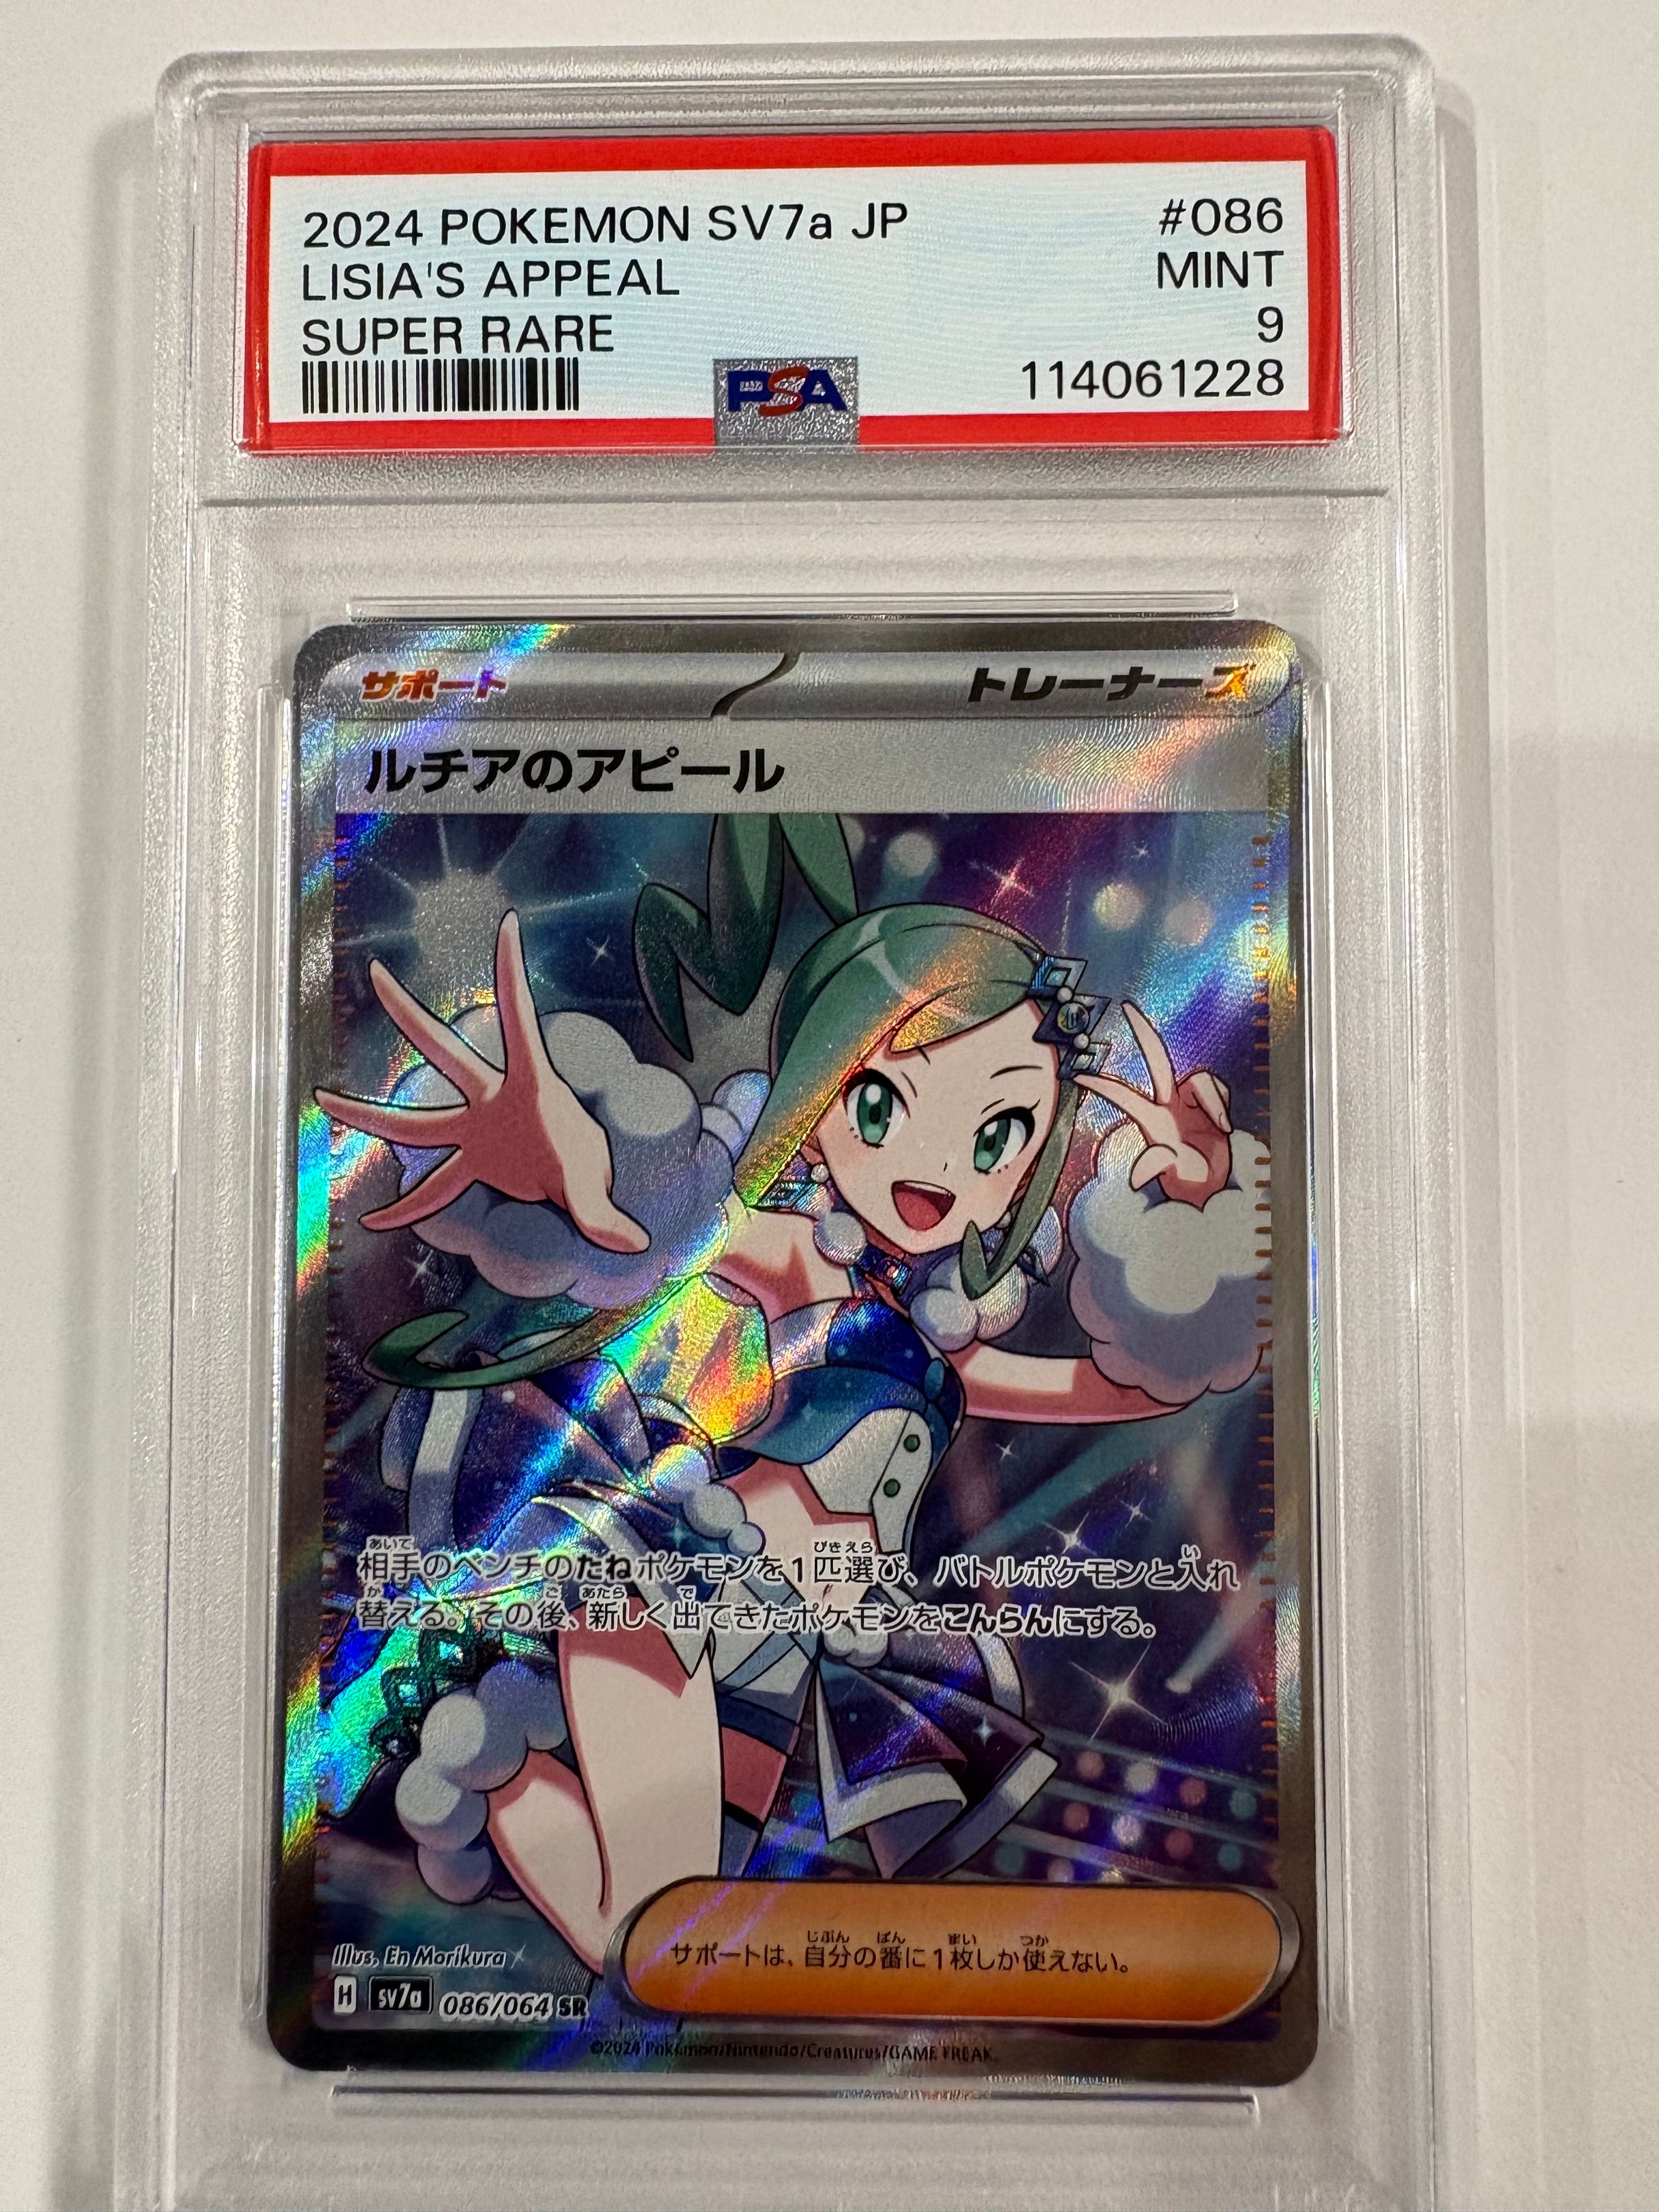 2024 POKEMON SV7a JP #086
LISIA'S APPEAL MINT
SUPER RARE 9
PSA 114061228
サポート トレーナーズ
ルチアのアピール
相手のベンチのたねポケモンを1匹選び、バトルポケモンと入れ
替える。その後、新しく出てきたポケモンをこんらんにする。
サポートは、自分の番に1枚しか使えない。
Illus. En Morikura
H sv7a 086/064 SR
©2024 Pokémon/Nintendo/Creatures/GAME FREAK.